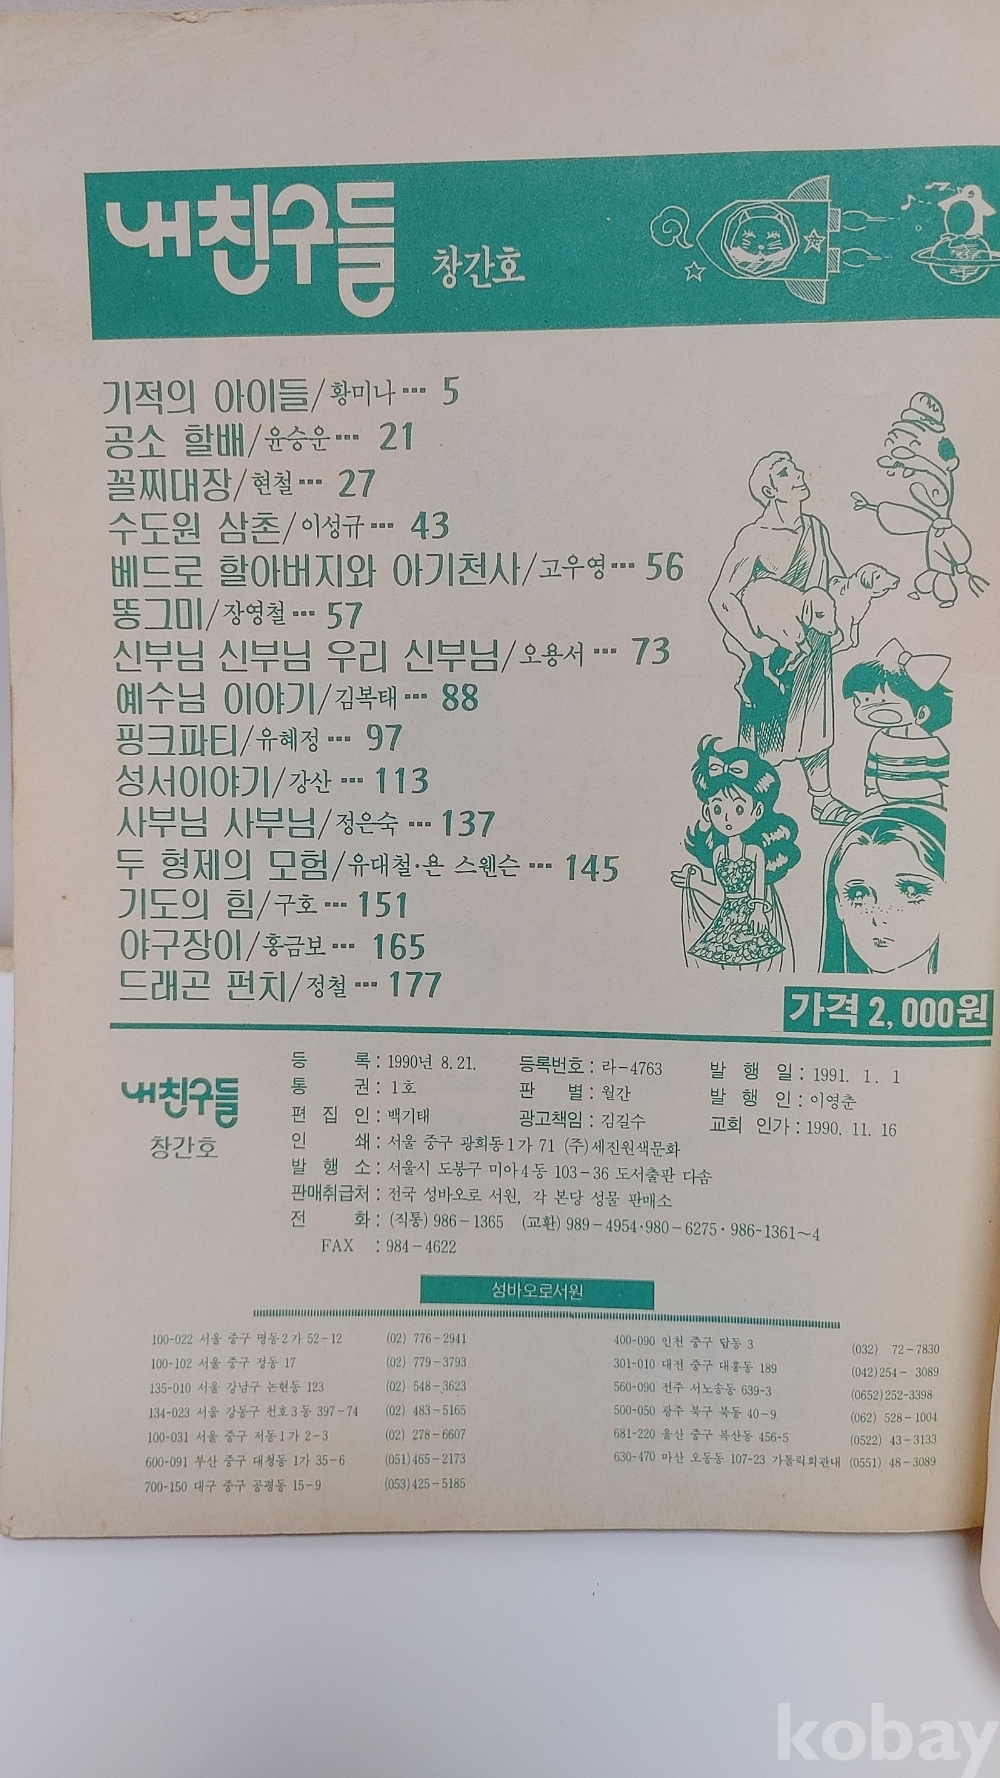 내친구들 창간호
기적의 아이들/황미나 ··· 5
공소 할배/윤승운 ··· 21
꼴찌대장/현철 ··· 27
수도원 삼촌/이성규 ··· 43
베드로 할아버지와 아기천사/고우영 ··· 56
똥그미/장영철 ··· 57
신부님 신부님 우리 신부님/오용서 ··· 73
예수님 이야기/김복태 ··· 88
핑크파티/유혜정 ··· 97
성서이야기/강산 ··· 113
사부님 사부님/정은숙 ··· 137
두 형제의 모험/유대철·욘 스웬슨 ··· 145
기도의 힘/구호 ··· 151
야구장이/홍금보 ··· 165
드래곤 펀치/정철 ··· 177
가격 2,000원
내친구들
창간호
등 록 : 1990년 8.21. 등록번호 : 라-4763 발 행 일 : 1991. 1. 1
통 권 : 1호 판 별 : 월간 발 행 인 : 이영춘
편 집 인 : 백기태 광고책임 : 김길수 교회 인가 : 1990. 11. 16
인 쇄 : 서울 중구 광희동1가 71 (주)세진원색문화
발 행 소 : 서울시 도봉구 미아4동 103-36 도서출판 다솜
판매취급처 : 전국 성바오로 서원, 각 본당 성물 판매소
전 화 : (직통) 986-1365 (교환) 989-4954·980-6275·986-1361~4
FAX : 984-4622
성바오로서원
100-022 서울 중구 명동2가 52-12 (02) 776-2941
100-102 서울 중구 정동 17 (02) 779-3793
135-010 서울 강남구 논현동 123 (02) 548-3623
134-023 서울 강동구 천호3동 397-74 (02) 483-5165
100-031 서울 중구 저동1가 2-3 (02) 278-6607
600-091 부산 중구 대청동 1가 35-6 (051)465-2173
700-150 대구 중구 공평동 15-9 (053)425-5185
400-090 인천 중구 답동 3 (032) 72-7830
301-010 대전 중구 대흥동 189 (042)254-3089
560-090 전주 서노송동 639-3 (0652)252-3398
500-050 광주 북구 북동 40-9 (062) 528-1004
681-220 울산 중구 복산동 456-5 (0522) 43-3133
630-470 마산 오동동 107-23 가톨릭회관내 (0551) 48-3089
kobay